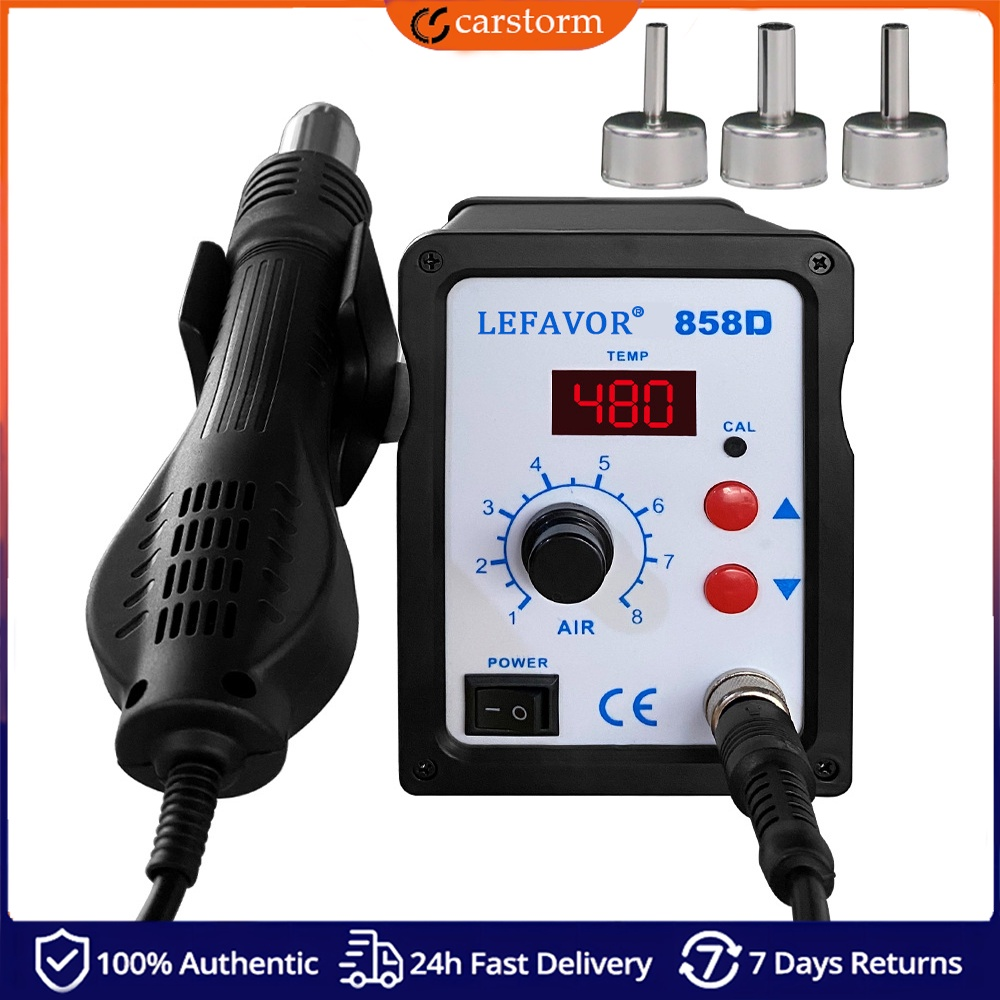 carstorm
LEFAVOR® 858D
TEMP
480
CAL
4 5
3 6
2 7
1 8
AIR
POWER
CE
100% Authentic 24h Fast Delivery 7 Days Returns